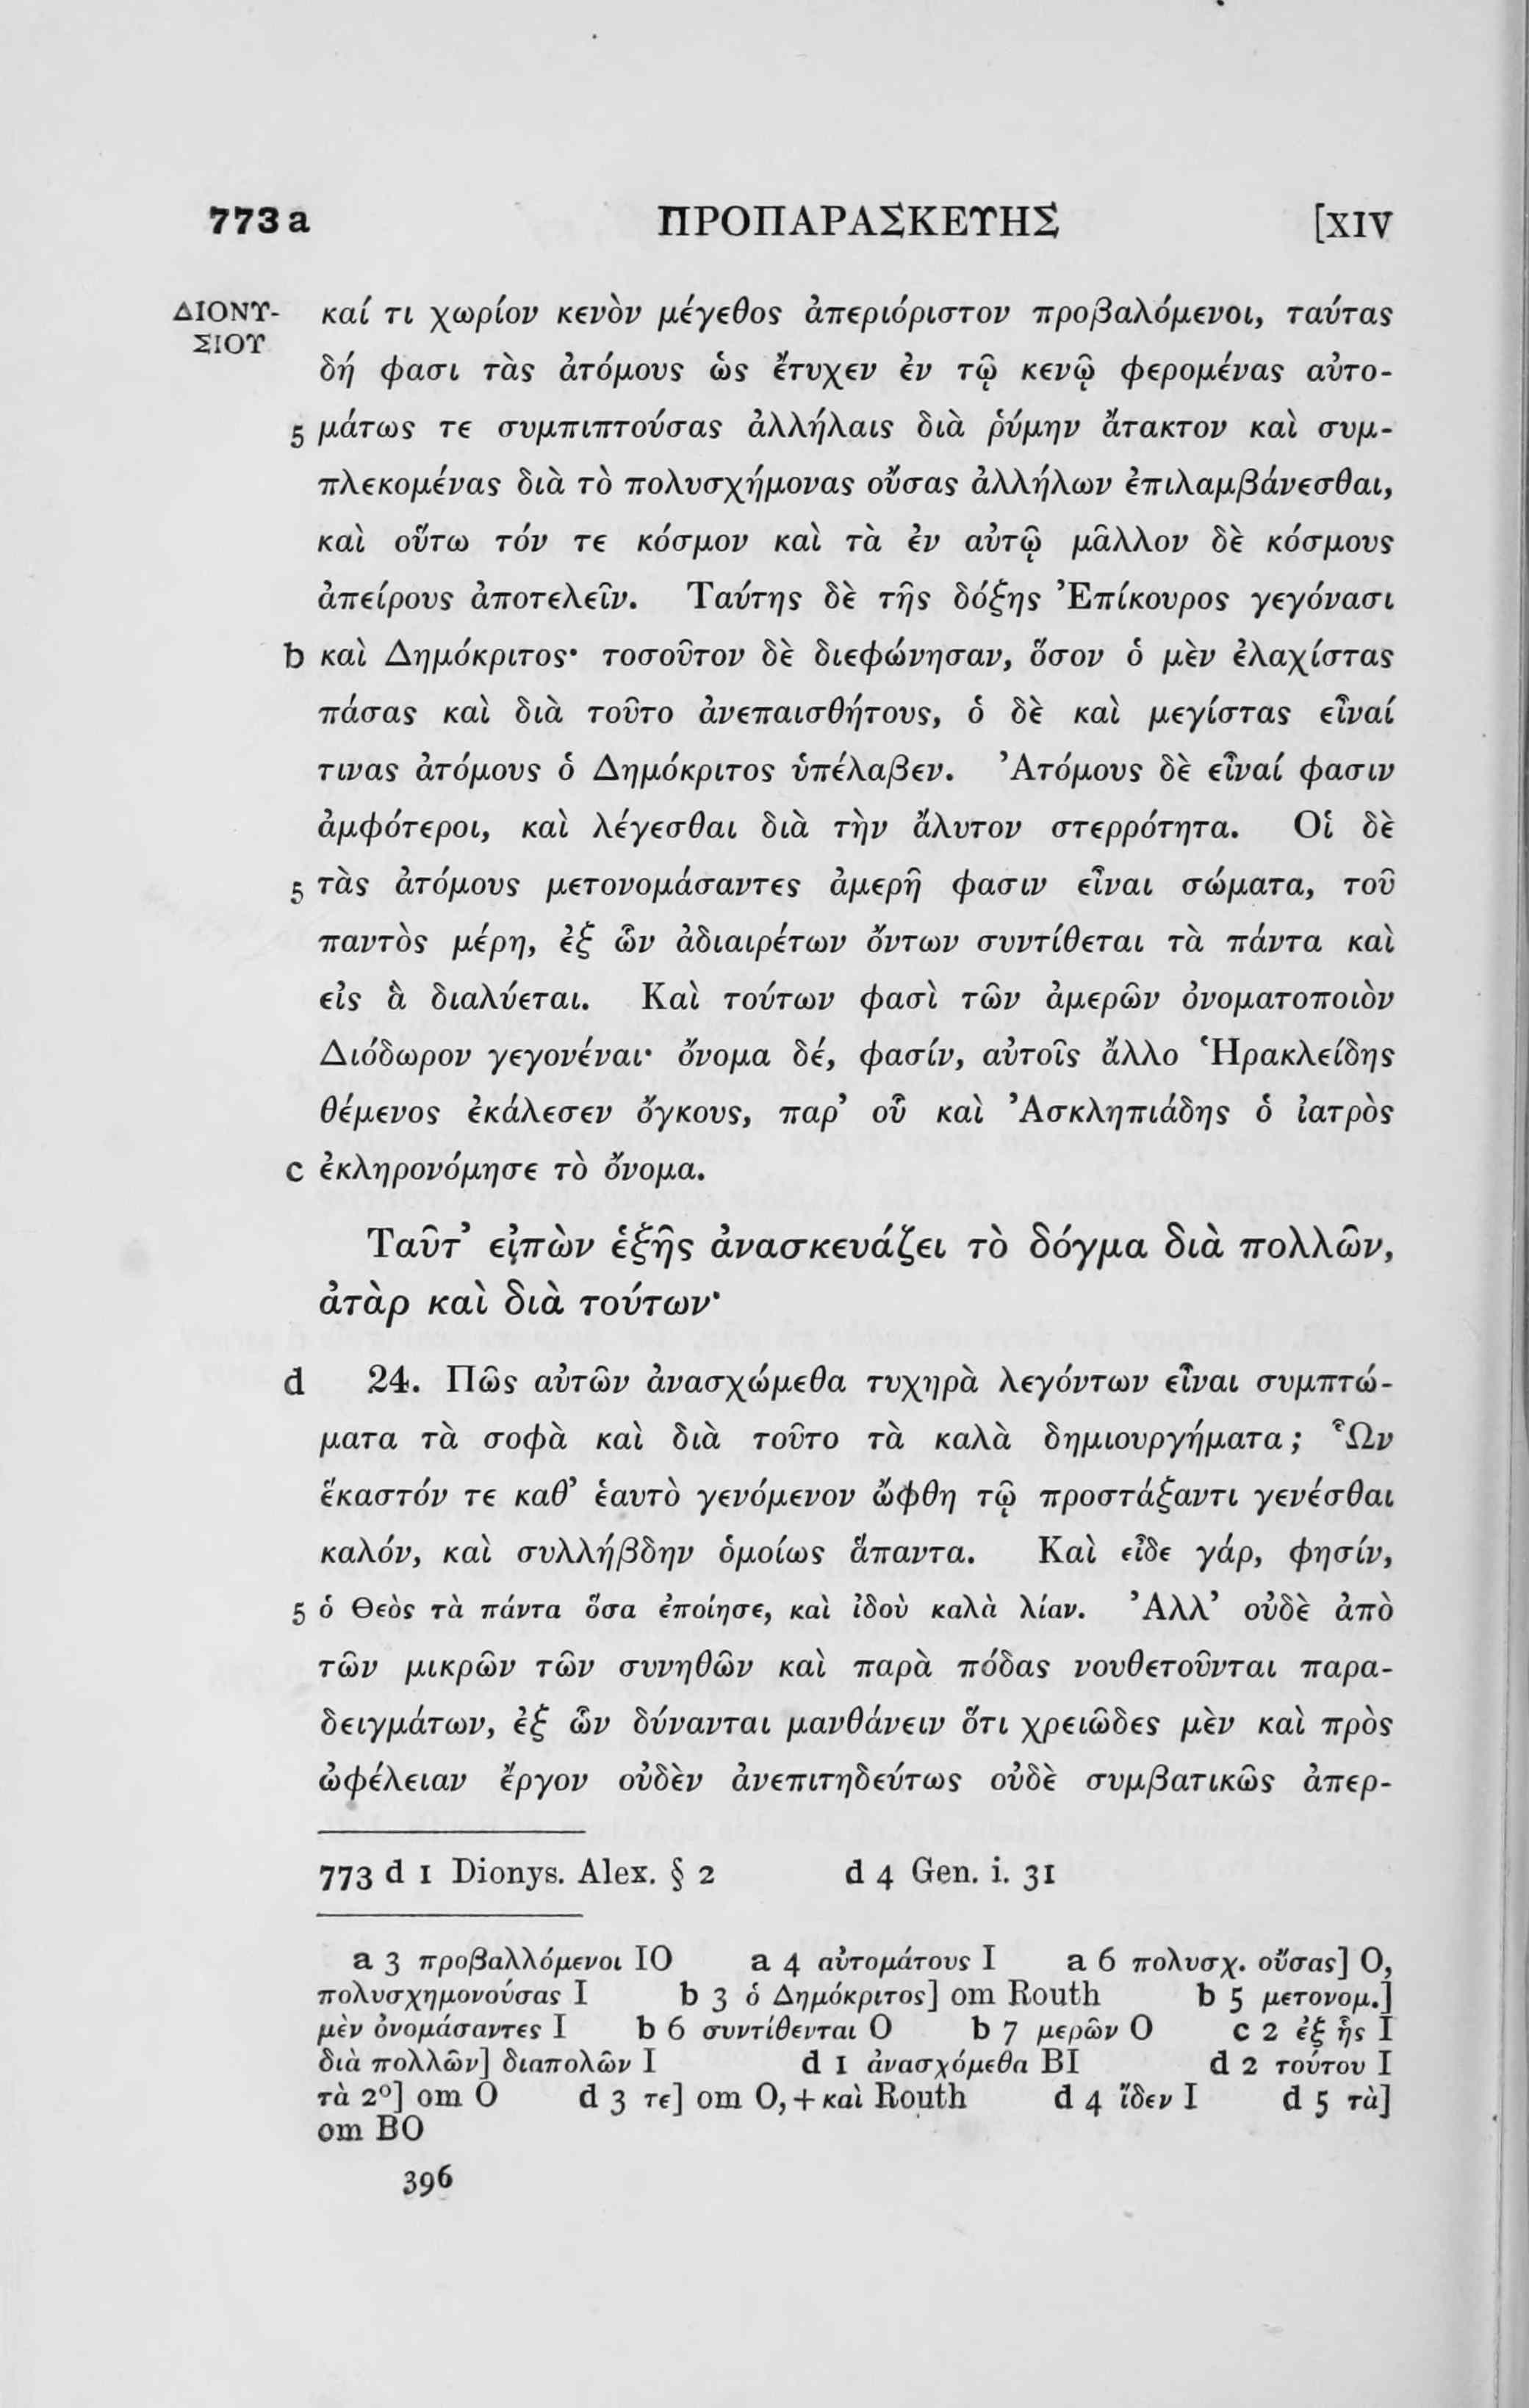 773 a ΠΡΟΠΑΡΑΣΚΕΥΗΣ [XIV
ΔΙΟΝΥ- καί τι χωρίον κενὸν μέγεθος ἀπεριόριστον προβαλόμενοι, ταύτας
ΣΙΟΥ
δή φασι τὰς ἀτόμους ὡς ἔτυχεν ἐν τῷ κενῷ φερομένας αὐτο-
5 μάτως τε συμπιπτούσας ἀλλήλαις διὰ ῥύμην ἄτακτον καὶ συμ-
πλεκομένας διὰ τὸ πολυσχήμονας οὔσας ἀλλήλων ἐπιλαμβάνεσθαι,
καὶ οὕτω τόν τε κόσμον καὶ τὰ ἐν αὐτῷ μᾶλλον δὲ κόσμους
ἀπείρους ἀποτελεῖν. Ταύτης δὲ τῆς δόξης Ἐπίκουρος γεγόνασι
b καὶ Δημόκριτος· τοσοῦτον δὲ διεφώνησαν, ὅσον ὁ μὲν ἐλαχίστας
πάσας καὶ διὰ τοῦτο ἀνεπαισθήτους, ὁ δὲ καὶ μεγίστας εἶναί
τινας ἀτόμους ὁ Δημόκριτος ὑπέλαβεν. Ἀτόμους δὲ εἶναί φασιν
ἀμφότεροι, καὶ λέγεσθαι διὰ τὴν ἄλυτον στερρότητα. Οἱ δὲ
5 τὰς ἀτόμους μετονομάσαντες ἀμερῆ φασιν εἶναι σώματα, τοῦ
παντὸς μέρη, ἐξ ὧν ἀδιαιρέτων ὄντων συντίθεται τὰ πάντα καὶ
εἰς ἃ διαλύεται. Καὶ τούτων φασὶ τῶν ἀμερῶν ὀνοματοποιὸν
Διόδωρον γεγονέναι· ὄνομα δέ, φασίν, αὐτοῖς ἄλλο Ἡρακλείδης
θέμενος ἐκάλεσεν ὄγκους, παρ’ οὗ καὶ Ἀσκληπιάδης ὁ ἰατρὸς
c ἐκληρονόμησε τὸ ὄνομα.
Ταῦτ’ εἰπὼν ἑξῆς ἀνασκευάζει τὸ δόγμα διὰ πολλῶν,
ἀτὰρ καὶ διὰ τούτων·
d 24. Πῶς αὐτῶν ἀνασχώμεθα τυχηρὰ λεγόντων εἶναι συμπτώ-
ματα τὰ σοφὰ καὶ διὰ τοῦτο τὰ καλὰ δημιουργήματα; Ὧν
ἕκαστόν τε καθ’ ἑαυτὸ γενόμενον ὤφθη τῷ προστάξαντι γενέσθαι
καλόν, καὶ συλλήβδην ὁμοίως ἅπαντα. Καὶ εἶδε γάρ, φησίν,
5 ὁ Θεὸς τὰ πάντα ὅσα ἐποίησε, καὶ ἰδοὺ καλὰ λίαν. Ἀλλ’ οὐδὲ ἀπὸ
τῶν μικρῶν τῶν συνηθῶν καὶ παρὰ πόδας νουθετοῦνται παρα-
δειγμάτων, ἐξ ὧν δύνανται μανθάνειν ὅτι χρειῶδες μὲν καὶ πρὸς
ὠφέλειαν ἔργον οὐδὲν ἀνεπιτηδεύτως οὐδὲ συμβατικῶς ἀπερ-
773 d 1 Dionys. Alex. § 2 d 4 Gen. i. 31
a 3 προβαλλόμενοι IO a 4 αὐτομάτους I a 6 πολυσχ. οὔσας] O,
πολυσχημονούσας I b 3 ὁ Δημόκριτος] om Routh b 5 μετονομ.]
μὲν ὀνομάσαντες I b 6 συντίθενται O b 7 μερῶν O c 2 ἐξ ἧς I
διὰ πολλῶν] διαπολῶν I d 1 ἀνασχόμεθα BI d 2 τούτου I
τὰ 2º] om O d 3 τε] om O, + καὶ Routh d 4 ἴδεν I d 5 τὰ]
om BO
396